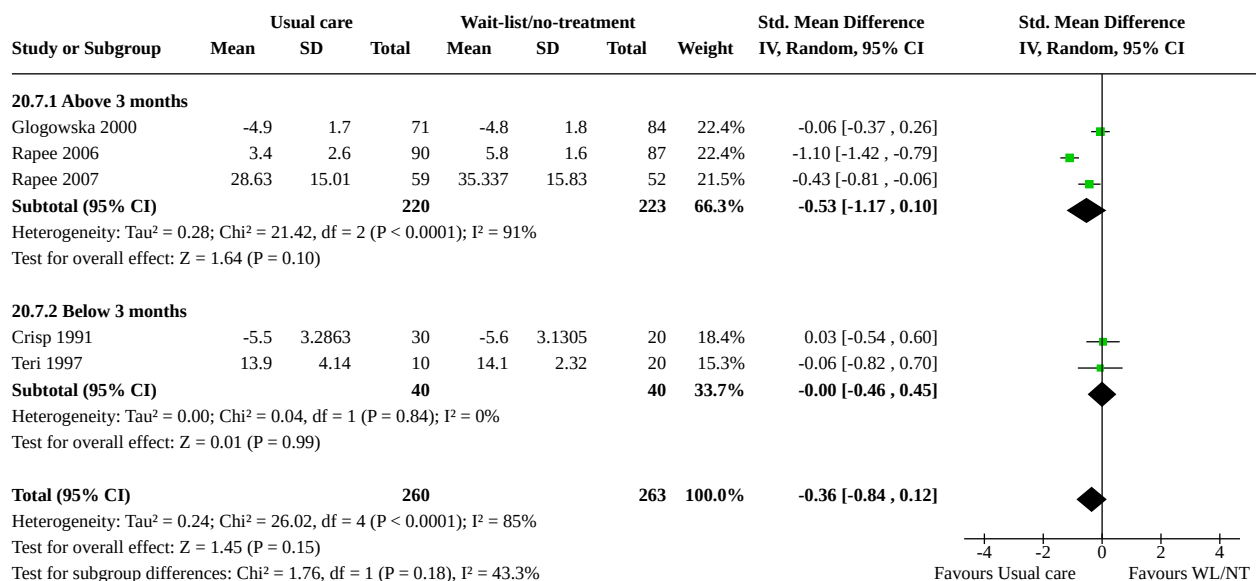 Usual care Wait-list/no-treatment Std. Mean Difference Std. Mean Difference
Study or Subgroup Mean SD Total Mean SD Total Weight IV, Random, 95% CI IV, Random, 95% CI
20.7.1 Above 3 months
Glogowska 2000 -4.9 1.7 71 -4.8 1.8 84 22.4% -0.06 [-0.37 , 0.26]
Rapee 2006 3.4 2.6 90 5.8 1.6 87 22.4% -1.10 [-1.42 , -0.79]
Rapee 2007 28.63 15.01 59 35.337 15.83 52 21.5% -0.43 [-0.81 , -0.06]
Subtotal (95% CI) 220 223 66.3% -0.53 [-1.17 , 0.10]
Heterogeneity: Tau² = 0.28; Chi² = 21.42, df = 2 (P < 0.0001); I² = 91%
Test for overall effect: Z = 1.64 (P = 0.10)
20.7.2 Below 3 months
Crisp 1991 -5.5 3.2863 30 -5.6 3.1305 20 18.4% 0.03 [-0.54 , 0.60]
Teri 1997 13.9 4.14 10 14.1 2.32 20 15.3% -0.06 [-0.82 , 0.70]
Subtotal (95% CI) 40 40 33.7% -0.00 [-0.46 , 0.45]
Heterogeneity: Tau² = 0.00; Chi² = 0.04, df = 1 (P = 0.84); I² = 0%
Test for overall effect: Z = 0.01 (P = 0.99)
Total (95% CI) 260 263 100.0% -0.36 [-0.84 , 0.12]
Heterogeneity: Tau² = 0.24; Chi² = 26.02, df = 4 (P < 0.0001); I² = 85%
Test for overall effect: Z = 1.45 (P = 0.15)
-4 -2 0 2 4
Test for subgroup differences: Chi² = 1.76, df = 1 (P = 0.18), I² = 43.3% Favours Usual care Favours WL/NT